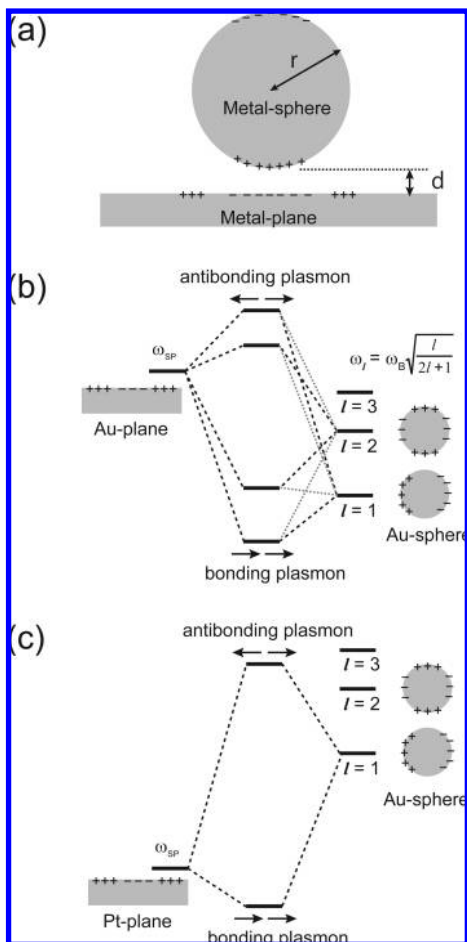 (a)
- - - - -
r
Metal-sphere
+ + + + + + +
d
+++ - - - - - - - +++
Metal-plane
(b)
antibonding plasmon
ω_SP
ω_l = ω_B √(l / 2l+1)
+++ - - - - +++
Au-plane
l = 3
l = 2
l = 1
Au-sphere
bonding plasmon
(c)
antibonding plasmon
l = 3
l = 2
l = 1
Au-sphere
ω_SP
+++ - - - - +++
Pt-plane
bonding plasmon